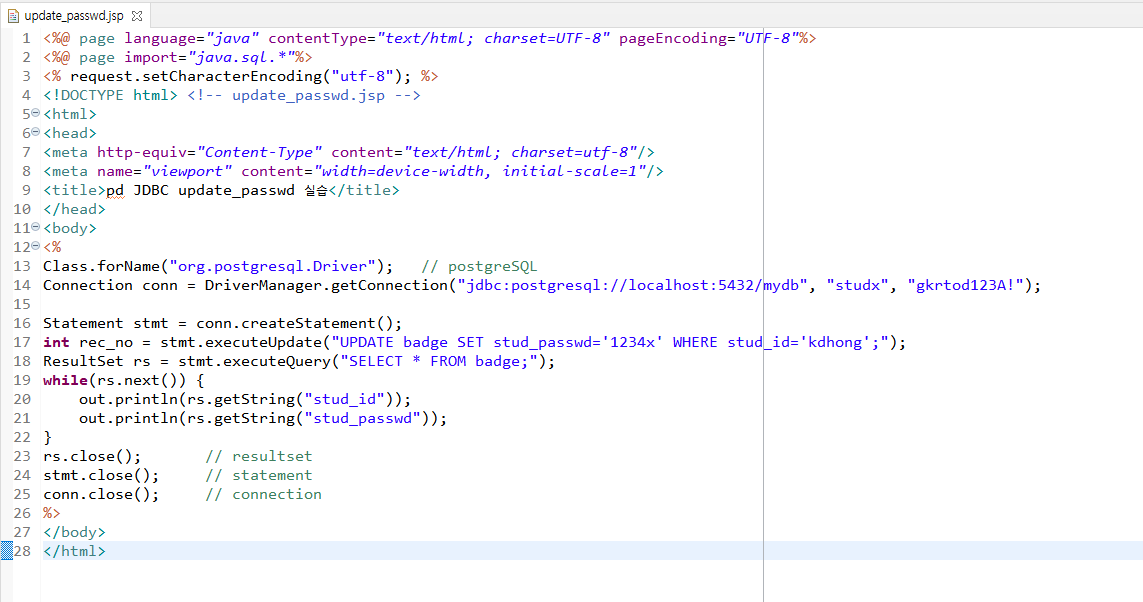 update_passwd.jsp
1 <%@ page language="java" contentType="text/html; charset=UTF-8" pageEncoding="UTF-8"%>
2 <%@ page import="java.sql.*"%>
3 <% request.setCharacterEncoding("utf-8"); %>
4 <!DOCTYPE html> <!-- update_passwd.jsp -->
5 <html>
6 <head>
7 <meta http-equiv="Content-Type" content="text/html; charset=utf-8"/>
8 <meta name="viewport" content="width=device-width, initial-scale=1"/>
9 <title>pd JDBC update_passwd 실습</title>
10 </head>
11 <body>
12 <%
13 Class.forName("org.postgresql.Driver");   // postgreSQL
14 Connection conn = DriverManager.getConnection("jdbc:postgresql://localhost:5432/mydb", "studx", "gkrtod123A!");
15
16 Statement stmt = conn.createStatement();
17 int rec_no = stmt.executeUpdate("UPDATE badge SET stud_passwd='1234x' WHERE stud_id='kdhong';");
18 ResultSet rs = stmt.executeQuery("SELECT * FROM badge;");
19 while(rs.next()) {
20     out.println(rs.getString("stud_id"));
21     out.println(rs.getString("stud_passwd"));
22 }
23 rs.close();       // resultset
24 stmt.close();     // statement
25 conn.close();     // connection
26 %>
27 </body>
28 </html>